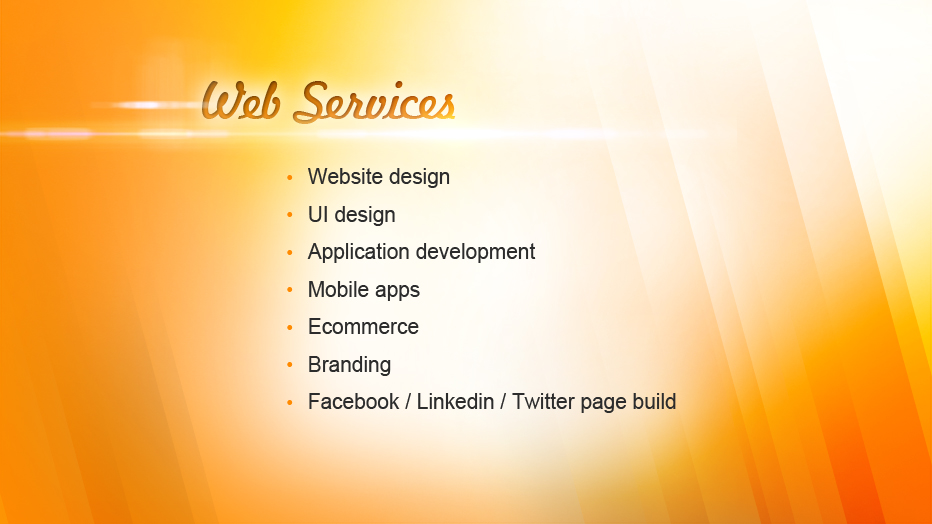 Web Services
• Website design
• UI design
• Application development
• Mobile apps
• Ecommerce
• Branding
• Facebook / Linkedin / Twitter page build